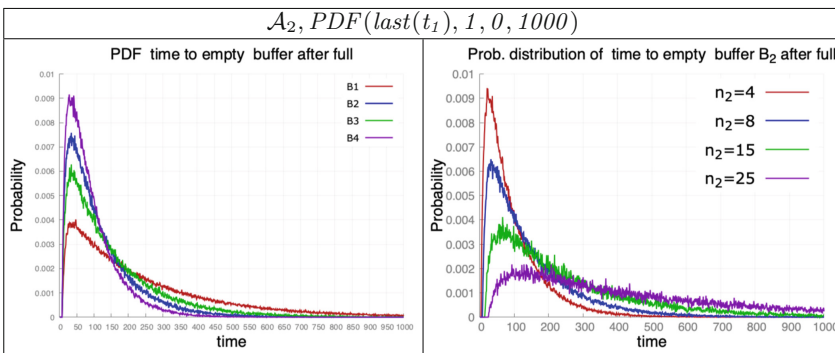 A₂, PDF(last(t₁), 1, 0, 1000)
PDF time to empty buffer after full
0.01
0.009
0.008
0.007
0.006
0.005
0.004
0.003
0.002
0.001
0
Probability
B1
B2
B3
B4
0 50 100 150 200 250 300 350 400 450 500 550 600 650 700 750 800 850 900 950 1000
time
Prob. distribution of time to empty buffer B₂ after full
0.01
0.009
0.008
0.007
0.006
0.005
0.004
0.003
0.002
0.001
0
Probability
n₂=4
n₂=8
n₂=15
n₂=25
0 100 200 300 400 500 600 700 800 900 1000
time